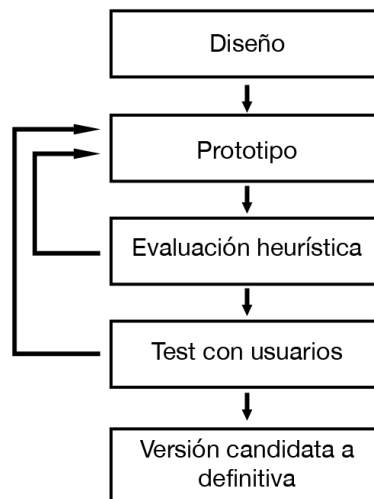 Diseño
Prototipo
Evaluación heurística
Test con usuarios
Versión candidata a
definitiva